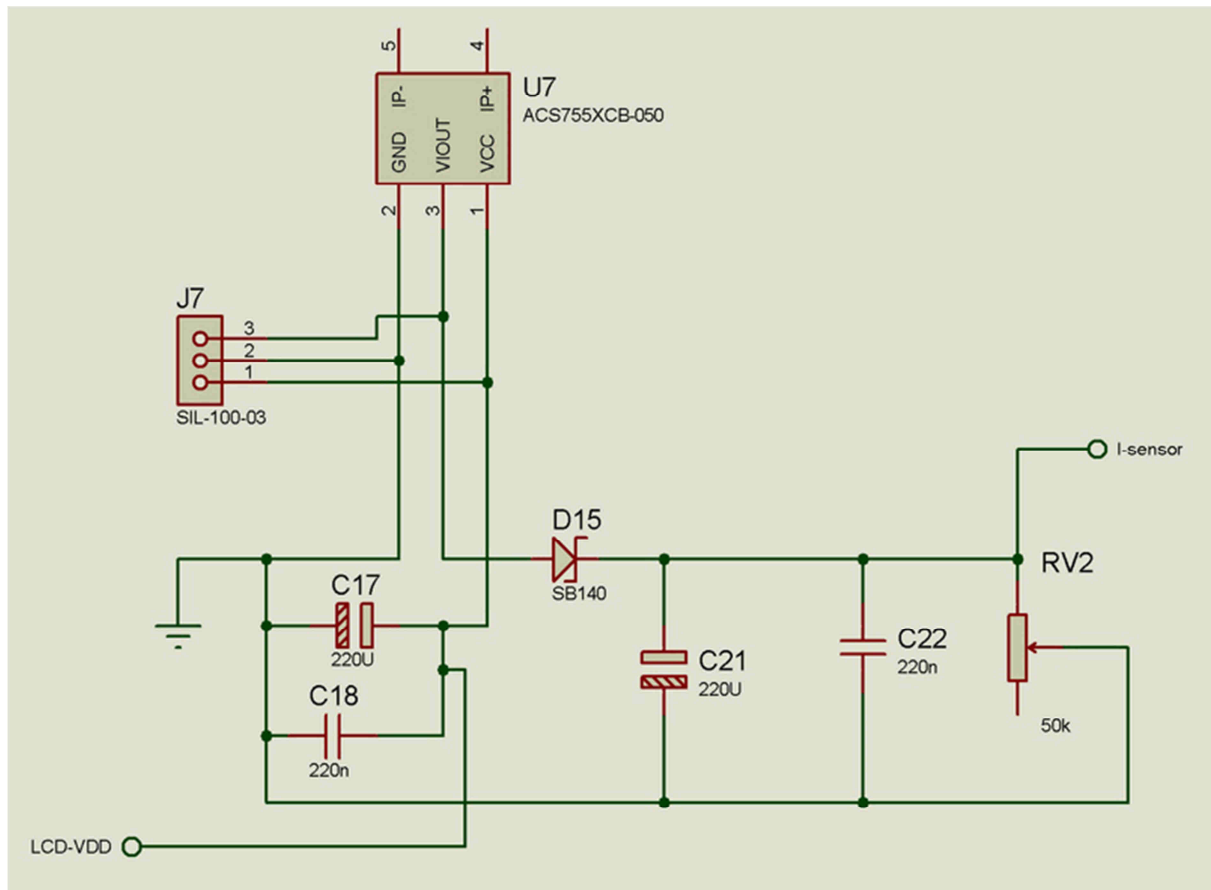 5
4
IP-
IP+
U7
ACS755XCB-050
GND
VIOUT
VCC
2
3
1
J7
3
2
1
SIL-100-03
I-sensor
D15
SB140
RV2
C17
220U
C21
220U
C22
220n
C18
220n
50k
LCD-VDD